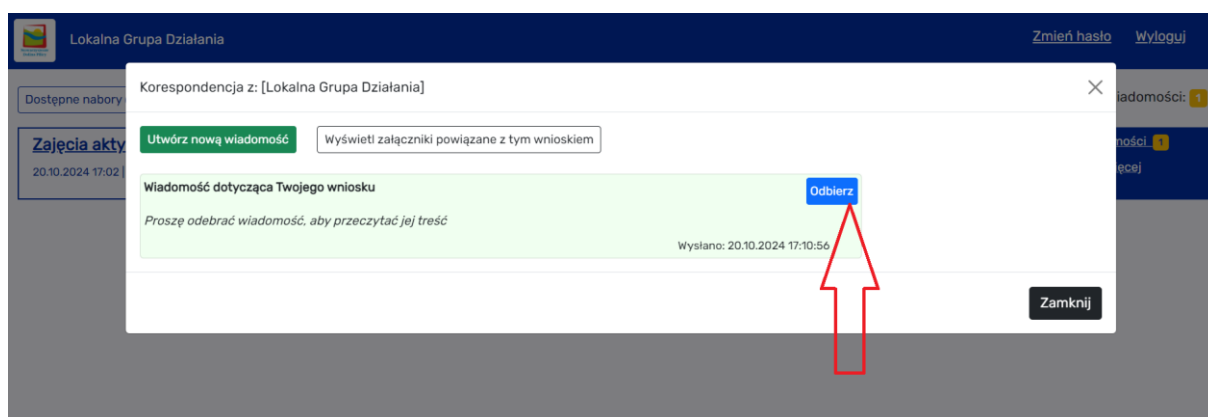 Lokalna Grupa Działania
Zmień hasło Wyloguj
Korespondencja z: [Lokalna Grupa Działania]
Dostępne nabory
iadomości: 1
Utwórz nową wiadomość Wyświetl załączniki powiązane z tym wnioskiem
Zajęcia akty
ności 1
20.10.2024 17:02 |
ęcej
Wiadomość dotycząca Twojego wniosku
Odbierz
Proszę odebrać wiadomość, aby przeczytać jej treść
Wysłano: 20.10.2024 17:10:56
Zamknij